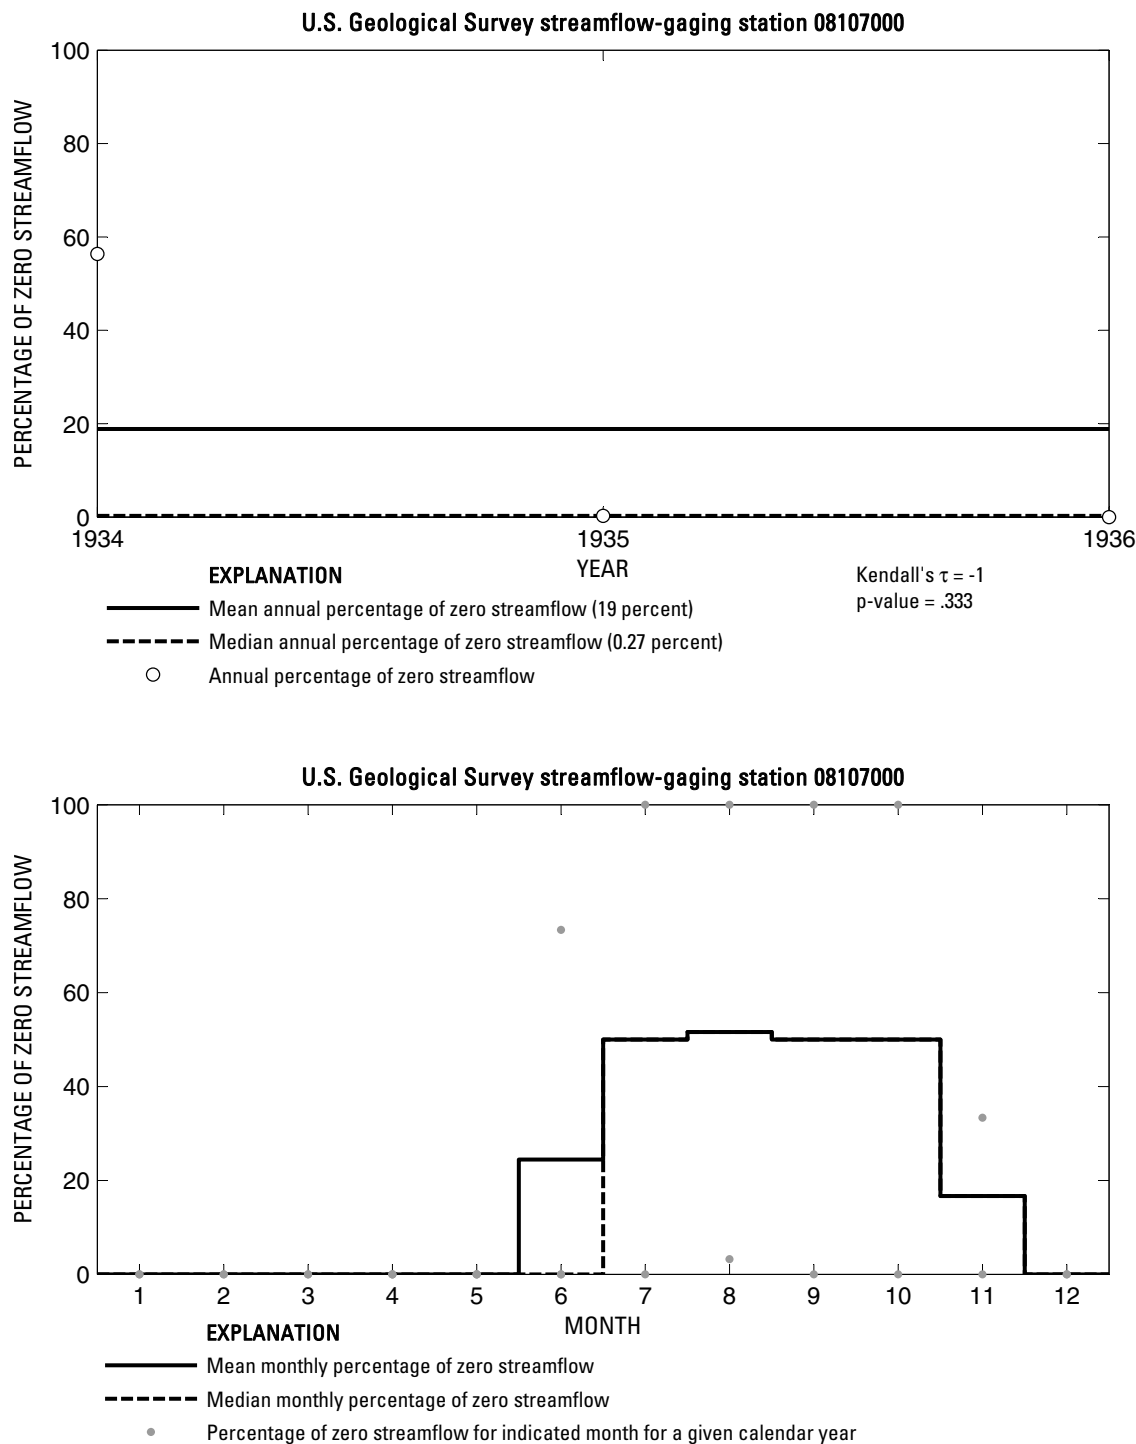 U.S. Geological Survey streamflow-gaging station 08107000
PERCENTAGE OF ZERO STREAMFLOW
100
80
60
40
20
0
1934
1935
1936
YEAR
EXPLANATION
Mean annual percentage of zero streamflow (19 percent)
Median annual percentage of zero streamflow (0.27 percent)
Annual percentage of zero streamflow
Kendall's τ = -1
p-value = .333
U.S. Geological Survey streamflow-gaging station 08107000
PERCENTAGE OF ZERO STREAMFLOW
100
80
60
40
20
0
1 2 3 4 5 6 7 8 9 10 11 12
MONTH
EXPLANATION
Mean monthly percentage of zero streamflow
Median monthly percentage of zero streamflow
Percentage of zero streamflow for indicated month for a given calendar year